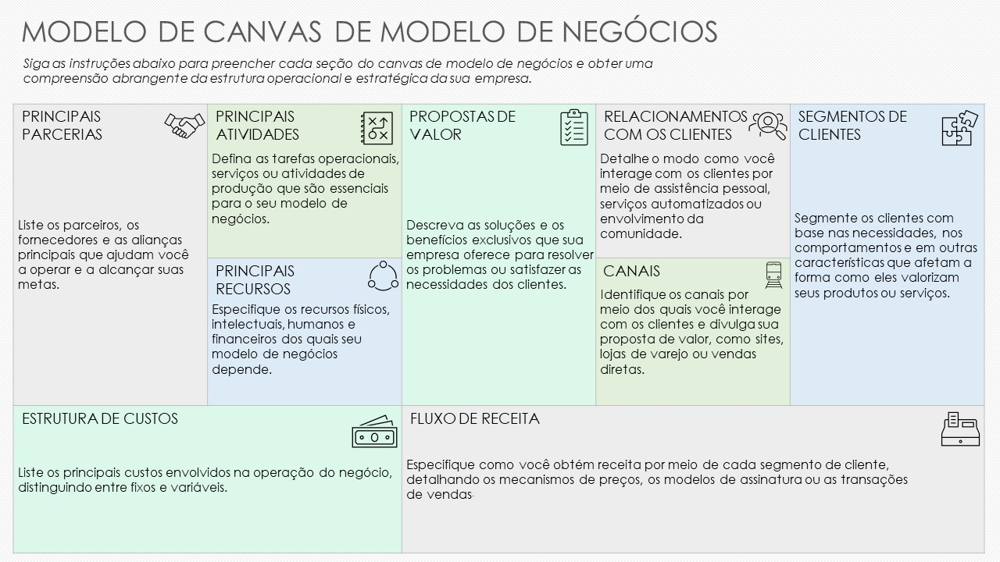 MODELO DE CANVAS DE MODELO DE NEGÓCIOS
Siga as instruções abaixo para preencher cada seção do canvas de modelo de negócios e obter uma
compreensão abrangente da estrutura operacional e estratégica da sua empresa.
PRINCIPAIS
PARCERIAS
Liste os parceiros, os
fornecedores e as alianças
principais que ajudam você
a operar e a alcançar suas
metas.
PRINCIPAIS
ATIVIDADES
Defina as tarefas operacionais,
serviços ou atividades de
produção que são essenciais
para o seu modelo de
negócios.
PRINCIPAIS
RECURSOS
Especifique os recursos físicos,
intelectuais, humanos e
financeiros dos quais seu
modelo de negócios
depende.
PROPOSTAS DE
VALOR
Descreva as soluções e os
benefícios exclusivos que sua
empresa oferece para resolver
os problemas ou satisfazer as
necessidades dos clientes.
RELACIONAMENTOS
COM OS CLIENTES
Detalhe o modo como você
interage com os clientes por
meio de assistência pessoal,
serviços automatizados ou
envolvimento da
comunidade.
CANAIS
Identifique os canais por
meio dos quais você interage
com os clientes e divulga sua
proposta de valor, como sites,
lojas de varejo ou vendas
diretas.
SEGMENTOS DE
CLIENTES
Segmente os clientes com
base nas necessidades, nos
comportamentos e em outras
características que afetam a
forma como eles valorizam
seus produtos ou serviços.
ESTRUTURA DE CUSTOS
Liste os principais custos envolvidos na operação do negócio,
distinguindo entre fixos e variáveis.
FLUXO DE RECEITA
Especifique como você obtém receita por meio de cada segmento de cliente,
detalhando os mecanismos de preços, os modelos de assinatura ou as transações
de vendas.